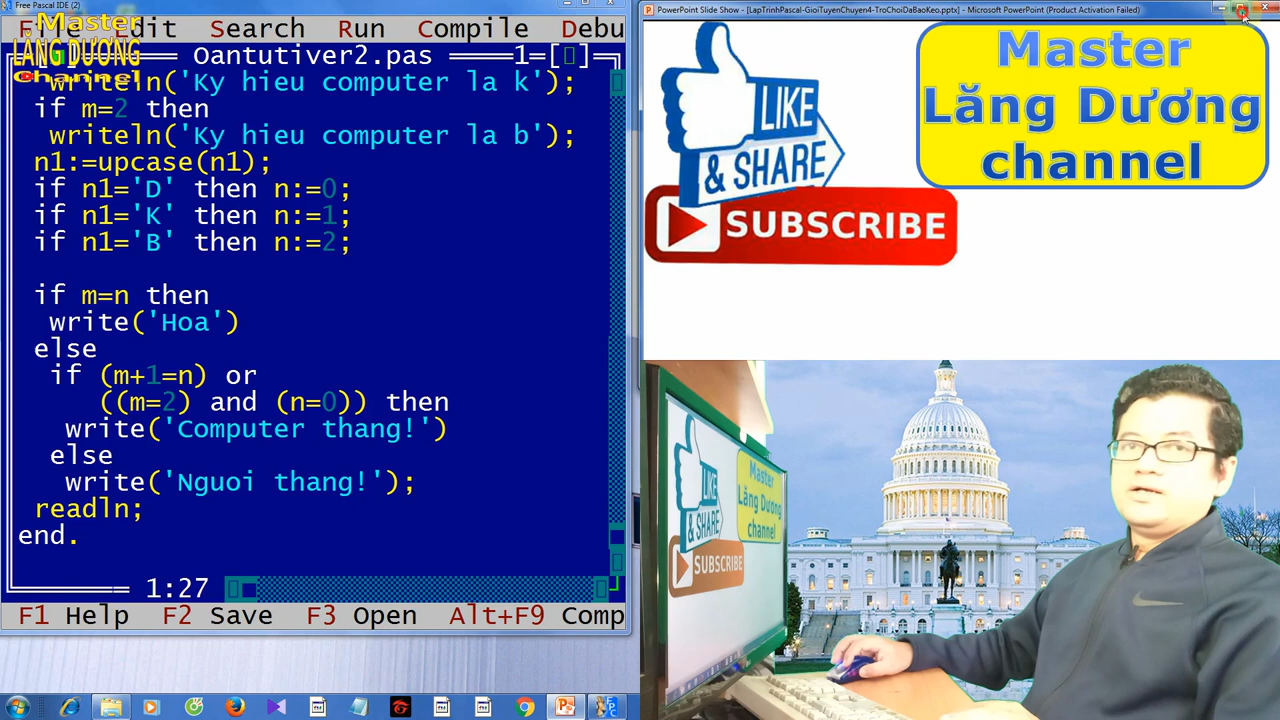 Free Pascal IDE (2)
File Edit Search Run Compile Debu
Master
LĂNG DƯƠNG
channel
Oantutiver2.pas 1=[ ]
writeln('Ky hieu computer la k');
if m=2 then
writeln('Ky hieu computer la b');
n1:=upcase(n1);
if n1='D' then n:=0;
if n1='K' then n:=1;
if n1='B' then n:=2;
if m=n then
write('Hoa')
else
if (m+1=n) or
((m=2) and (n=0)) then
write('Computer thang!')
else
write('Nguoi thang!');
readln;
end.
1:27
F1 Help F2 Save F3 Open Alt+F9 Comp
PowerPoint Slide Show - [LapTrinhPascal-GioiTuyenChuyen4-TroChoiDaBaoKeo.pptx] - Microsoft PowerPoint (Product Activation Failed)
LIKE
& SHARE
SUBSCRIBE
Master
Lăng Dương
channel
LIKE
& SHARE
SUBSCRIBE
Master
Lăng Dương
channel